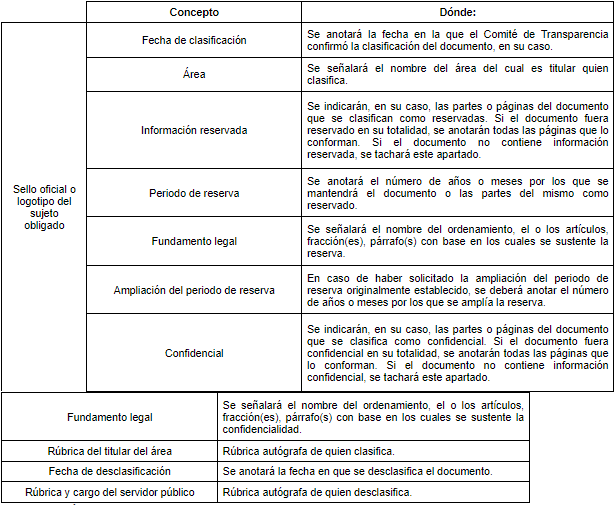 Concepto
Dónde:
Sello oficial o
logotipo del
sujeto
obligado
Fecha de clasificación
Se anotará la fecha en la que el Comité de Transparencia
confirmó la clasificación del documento, en su caso.
Área
Se señalará el nombre del área del cual es titular quien
clasifica.
Información reservada
Se indicarán, en su caso, las partes o páginas del documento
que se clasifican como reservadas. Si el documento fuera
reservado en su totalidad, se anotarán todas las páginas que lo
conforman. Si el documento no contiene información
reservada, se tachará este apartado.
Periodo de reserva
Se anotará el número de años o meses por los que se
mantendrá el documento o las partes del mismo como
reservado.
Fundamento legal
Se señalará el nombre del ordenamiento, el o los artículos,
fracción(es), párrafo(s) con base en los cuales se sustente la
reserva.
Ampliación del periodo de reserva
En caso de haber solicitado la ampliación del periodo de
reserva originalmente establecido, se deberá anotar el número
de años o meses por los que se amplía la reserva.
Confidencial
Se indicarán, en su caso, las partes o páginas del documento
que se clasifica como confidencial. Si el documento fuera
confidencial en su totalidad, se anotarán todas las páginas que
lo conforman. Si el documento no contiene información
confidencial, se tachará este apartado.
Fundamento legal
Se señalará el nombre del ordenamiento, el o los artículos,
fracción(es), párrafo(s) con base en los cuales se sustente la
confidencialidad.
Rúbrica del titular del área
Rúbrica autógrafa de quien clasifica.
Fecha de desclasificación
Se anotará la fecha en que se desclasifica el documento.
Rúbrica y cargo del servidor público
Rúbrica autógrafa de quien desclasifica.